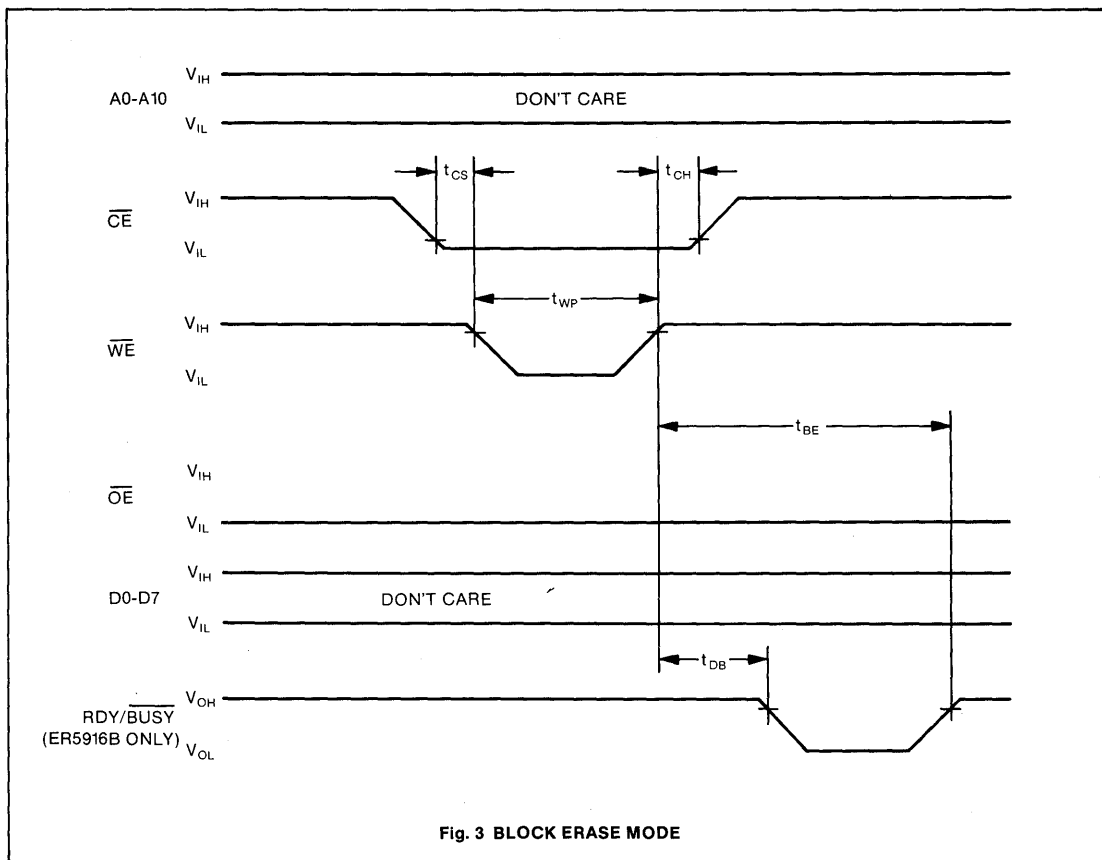 V_IH
A0-A10
DON'T CARE
V_IL
t_CS
t_CH
V_IH
CE
V_IL
t_WP
V_IH
WE
V_IL
t_BE
V_IH
OE
V_IL
V_IH
D0-D7
DON'T CARE
V_IL
t_DB
V_OH
RDY/BUSY
(ER5916B ONLY)
V_OL
Fig. 3 BLOCK ERASE MODE